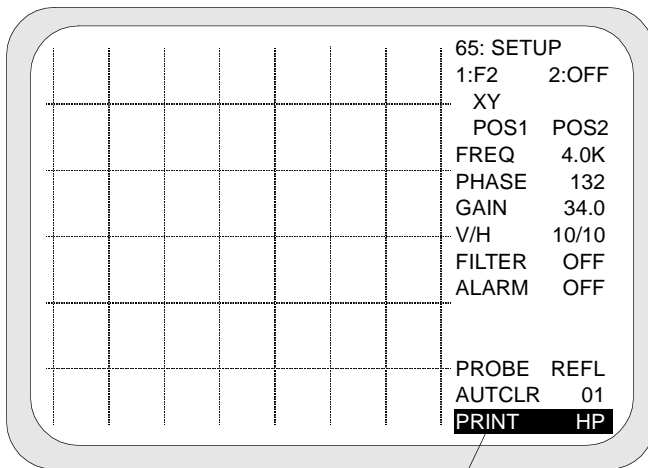 65: SETUP
1:F2 2:OFF
XY
POS1 POS2
FREQ 4.0K
PHASE 132
GAIN 34.0
V/H 10/10
FILTER OFF
ALARM OFF
PROBE REFL
AUTCLR 01
PRINT HP